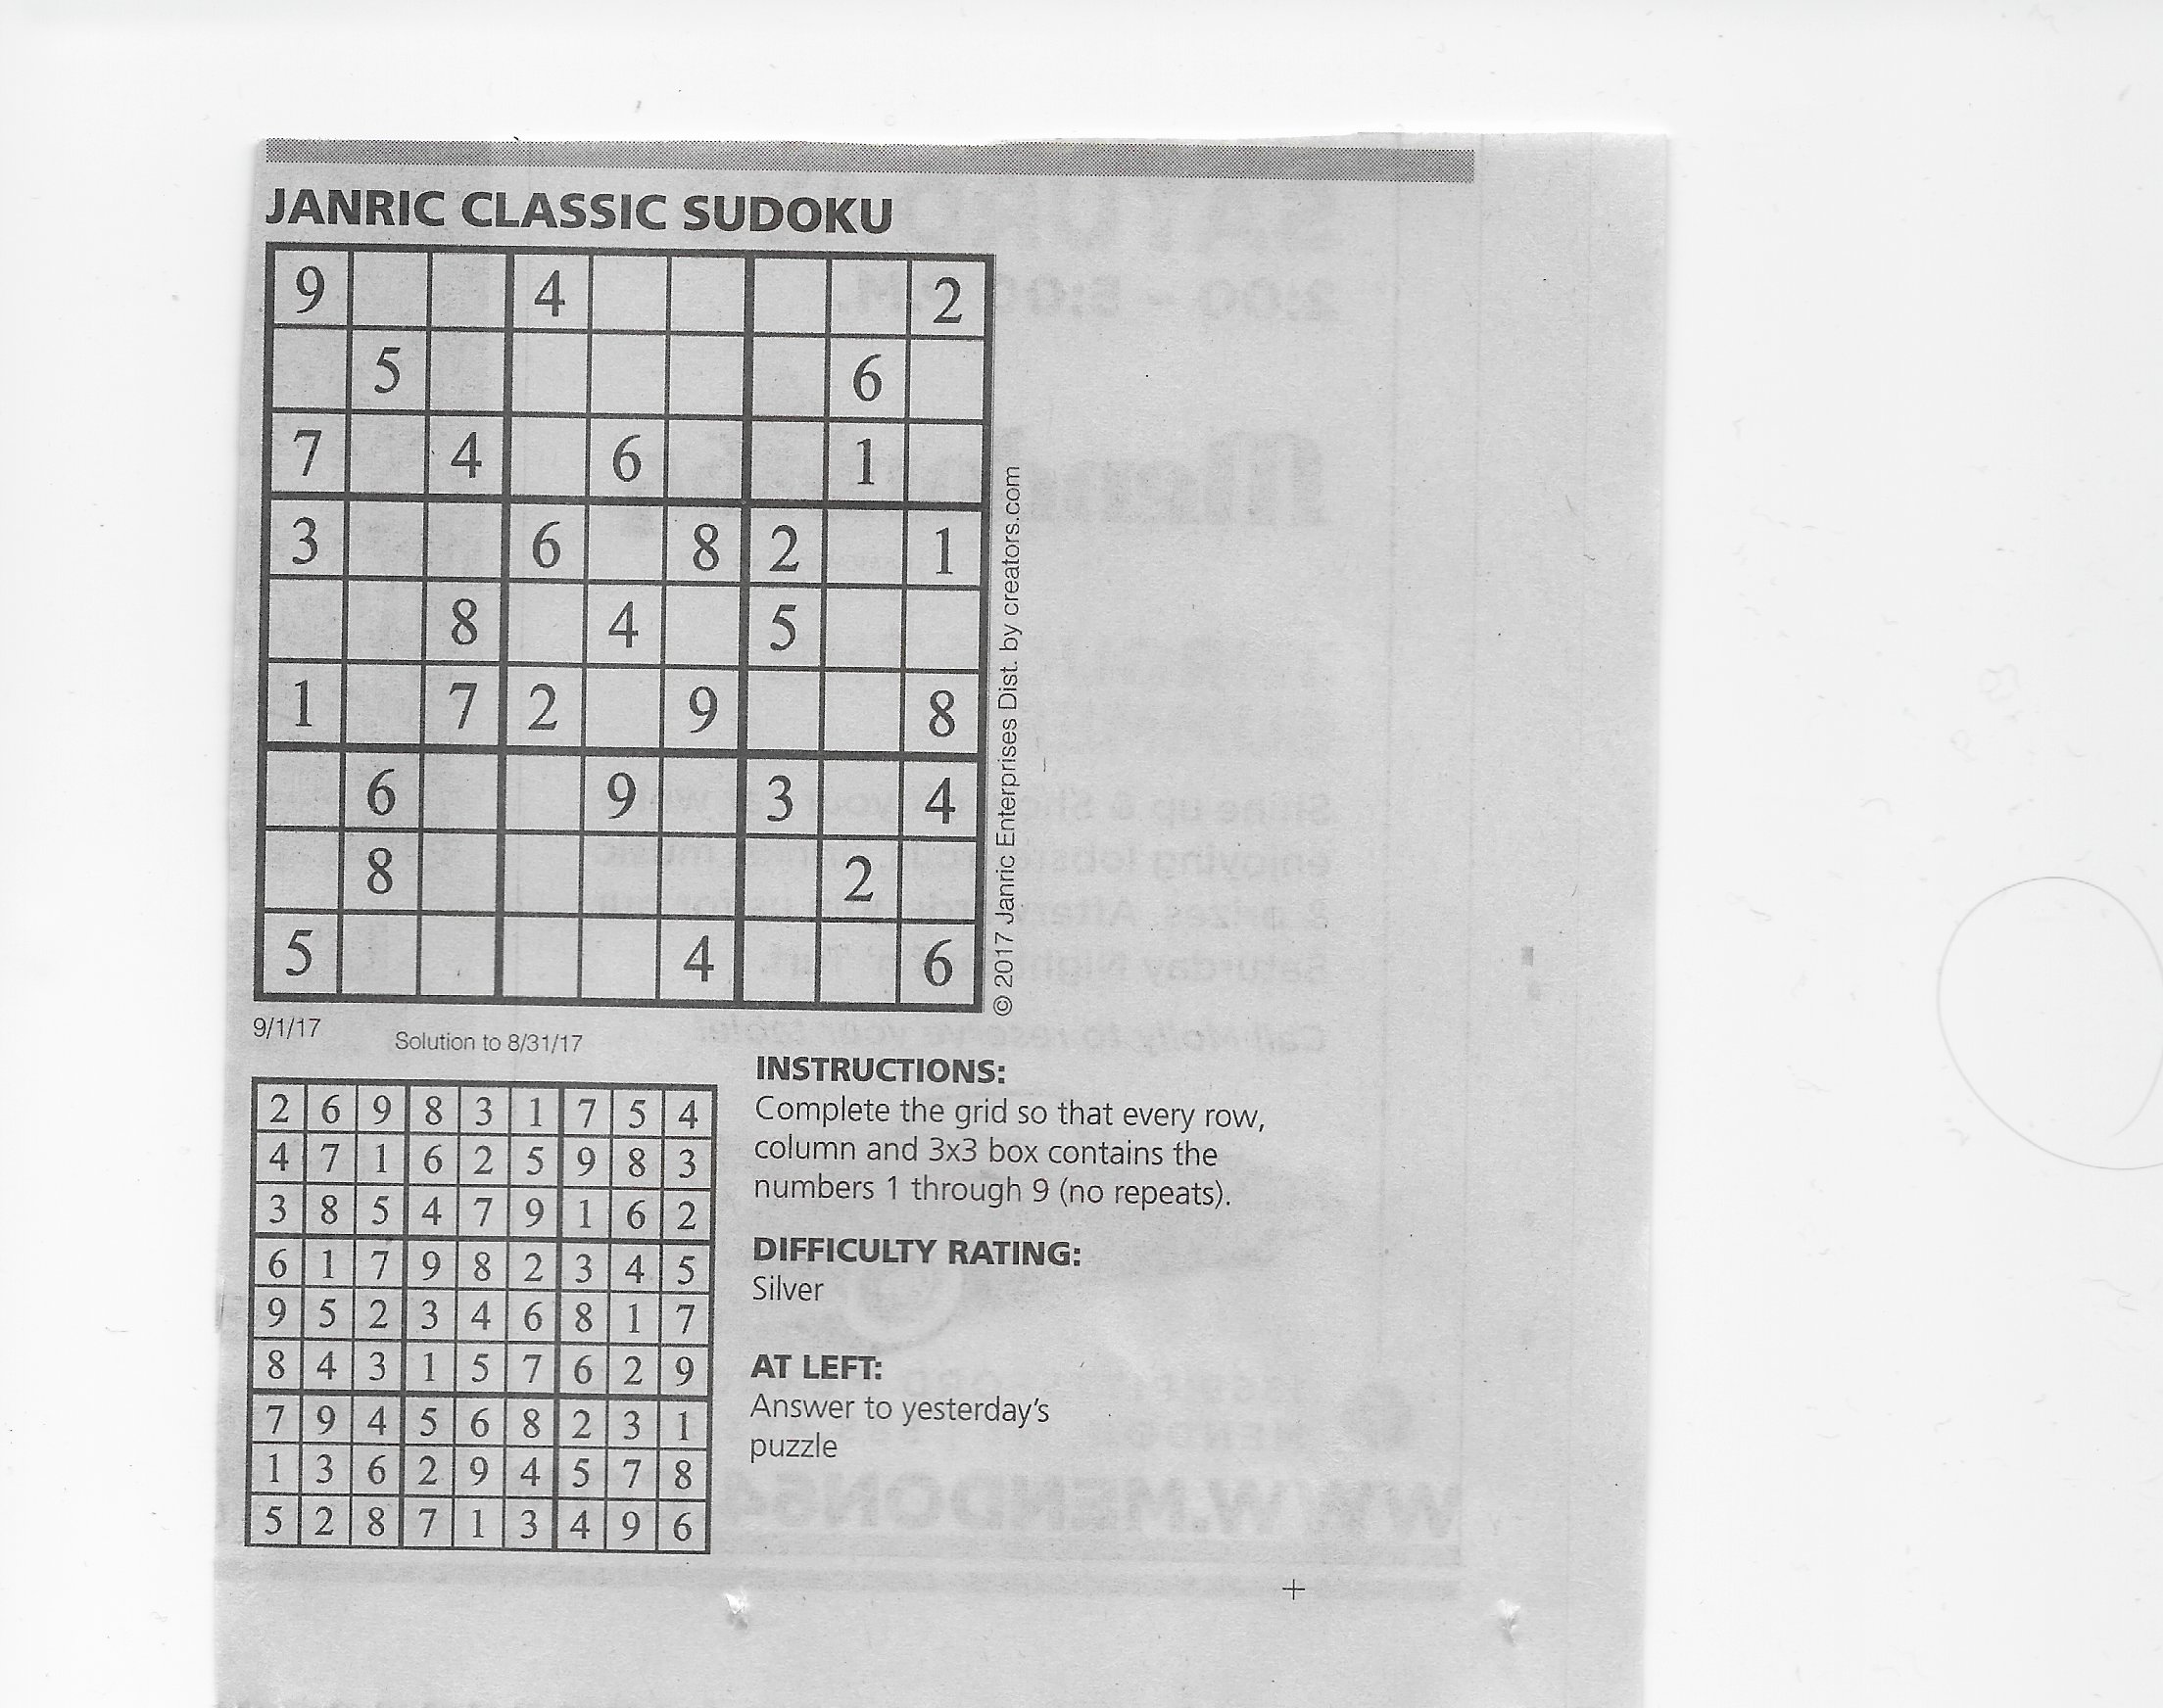 JANRIC CLASSIC SUDOKU
9 4 2
5 6
7 4 6 1
3 6 8 2 1
8 4 5
1 7 2 9 8
6 9 3 4
8 2
5 4 6
© 2017 Janric Enterprises Dist. by creators.com
9/1/17
Solution to 8/31/17
2 6 9 8 3 1 7 5 4
4 7 1 6 2 5 9 8 3
3 8 5 4 7 9 1 6 2
6 1 7 9 8 2 3 4 5
9 5 2 3 4 6 8 1 7
8 4 3 1 5 7 6 2 9
7 9 4 5 6 8 2 3 1
1 3 6 2 9 4 5 7 8
5 2 8 7 1 3 4 9 6
INSTRUCTIONS:
Complete the grid so that every row,
column and 3x3 box contains the
numbers 1 through 9 (no repeats).
DIFFICULTY RATING:
Silver
AT LEFT:
Answer to yesterday's
puzzle